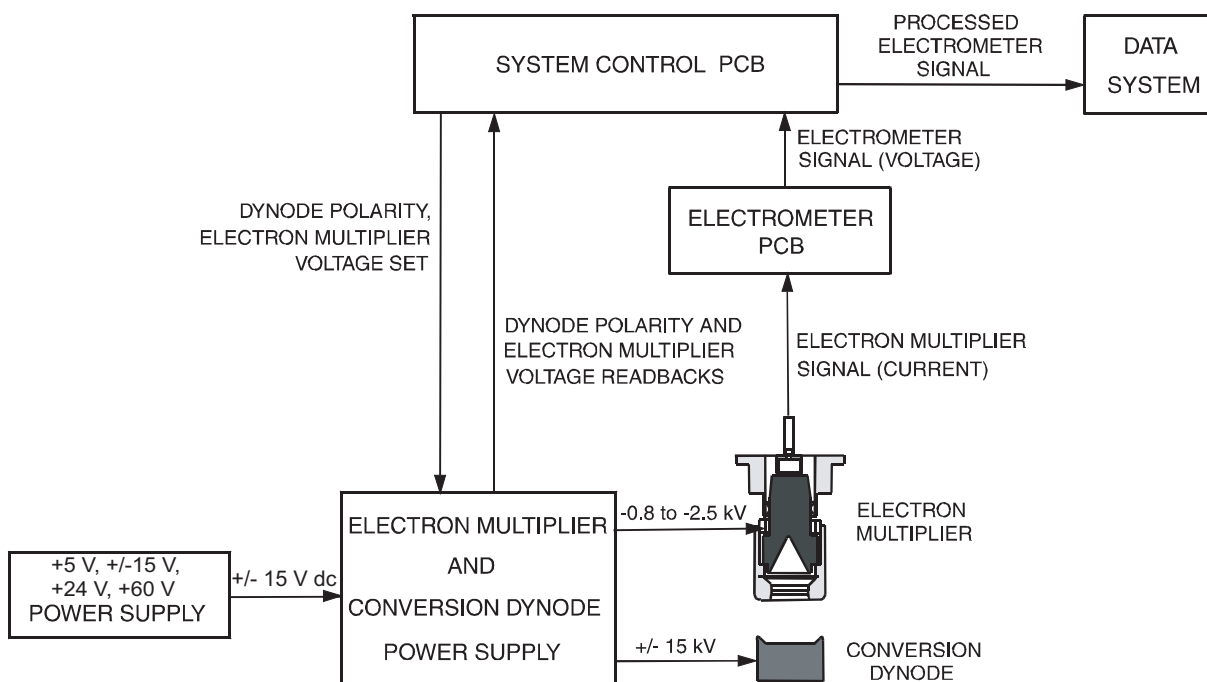 SYSTEM CONTROL PCB
PROCESSED
ELECTROMETER
SIGNAL
DATA
SYSTEM
ELECTROMETER
SIGNAL (VOLTAGE)
ELECTROMETER
PCB
DYNODE POLARITY,
ELECTRON MULTIPLIER
VOLTAGE SET
DYNODE POLARITY AND
ELECTRON MULTIPLIER
VOLTAGE READBACKS
ELECTRON MULTIPLIER
SIGNAL (CURRENT)
+5 V, +/-15 V,
+24 V, +60 V
POWER SUPPLY
+/- 15 V dc
ELECTRON MULTIPLIER
AND
CONVERSION DYNODE
POWER SUPPLY
-0.8 to -2.5 kV
ELECTRON
MULTIPLIER
+/- 15 kV
CONVERSION
DYNODE